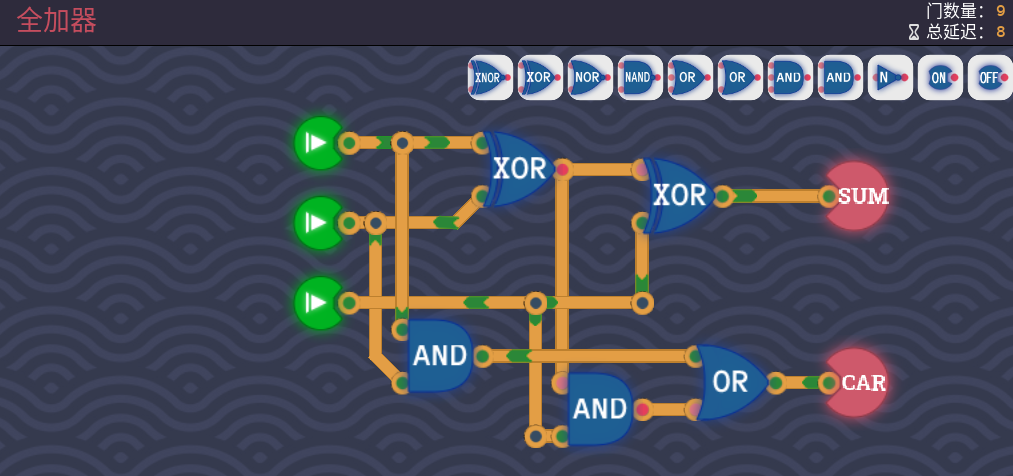 全加器
门数量： 9
总延迟： 8
XNOR XOR NOR NAND OR OR AND AND N ON OFF
XOR
XOR
SUM
AND
OR
CAR
AND